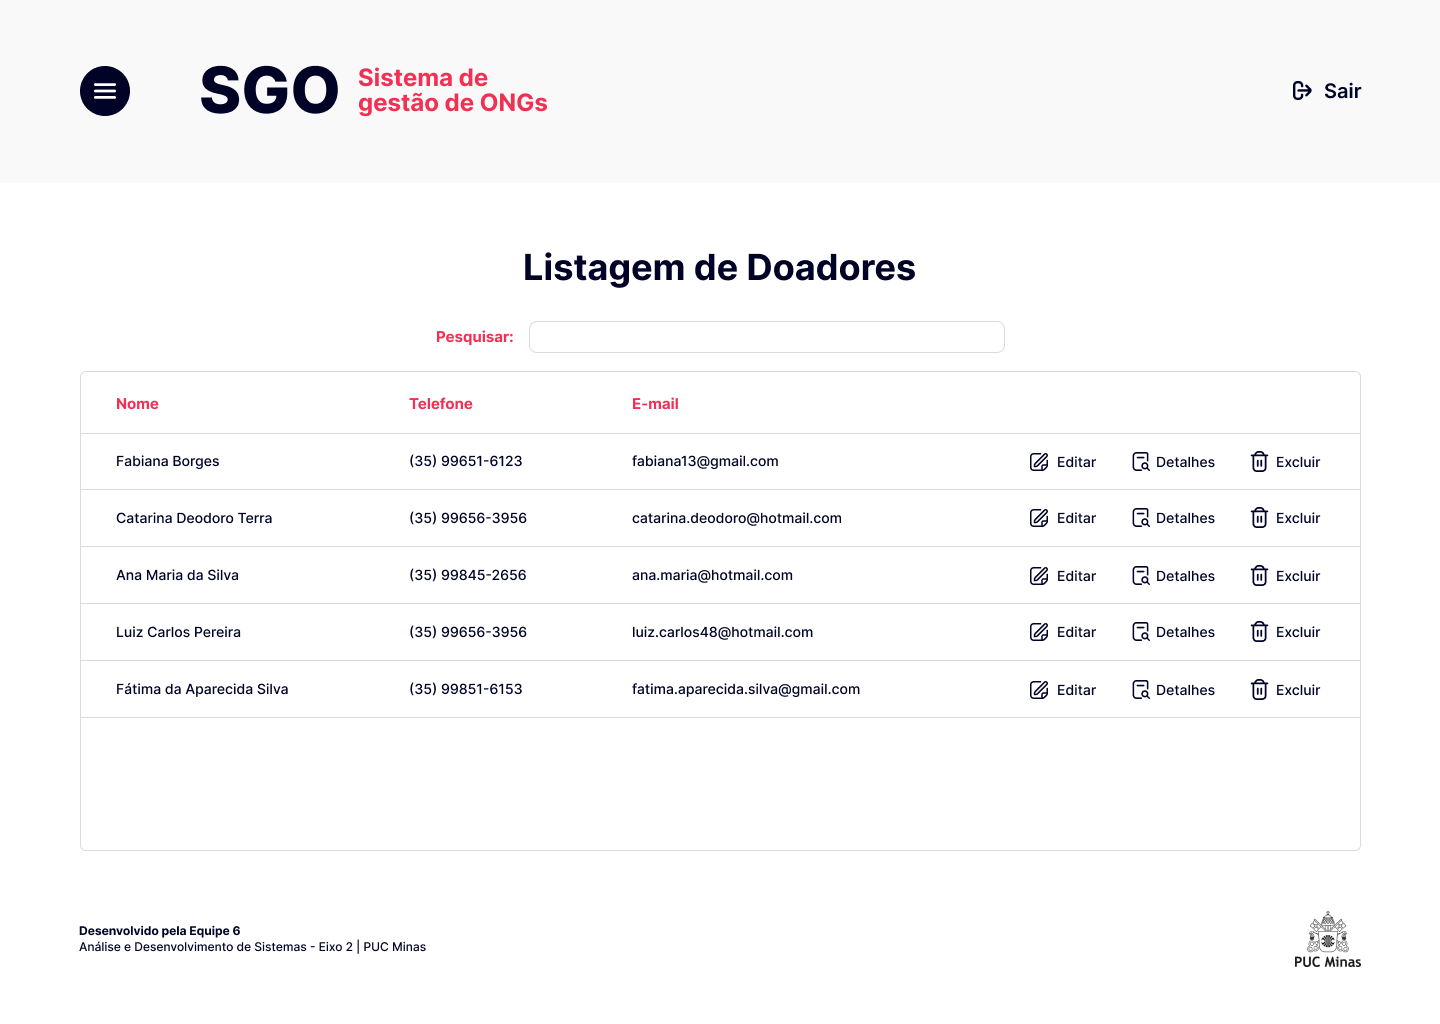 SGO
Sistema de
gestão de ONGs
Sair
Listagem de Doadores
Pesquisar:
Nome Telefone E-mail
Fabiana Borges (35) 99651-6123 fabiana13@gmail.com Editar Detalhes Excluir
Catarina Deodoro Terra (35) 99656-3956 catarina.deodoro@hotmail.com Editar Detalhes Excluir
Ana Maria da Silva (35) 99845-2656 ana.maria@hotmail.com Editar Detalhes Excluir
Luiz Carlos Pereira (35) 99656-3956 luiz.carlos48@hotmail.com Editar Detalhes Excluir
Fátima da Aparecida Silva (35) 99851-6153 fatima.aparecida.silva@gmail.com Editar Detalhes Excluir
Desenvolvido pela Equipe 6
Análise e Desenvolvimento de Sistemas - Eixo 2 | PUC Minas
PUC Minas